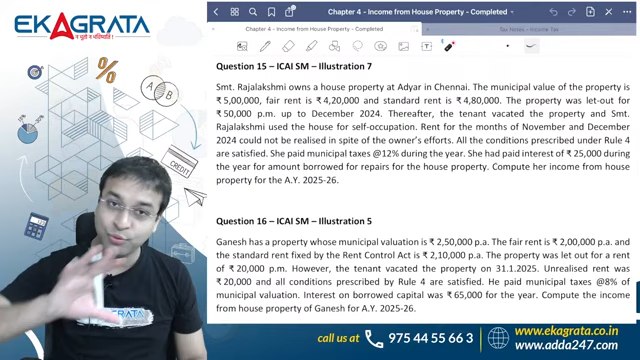 EKAGRATA
Chapter 4 – Income from House Property - Completed
Chapter 4 – Income from House Property - Completed
Tax Notes - Income Tax
Question 15 – ICAI SM – Illustration 7
Smt. Rajalakshmi owns a house property at Adyar in Chennai. The municipal value of the property is
₹ 5,00,000, fair rent is ₹ 4,20,000 and standard rent is ₹ 4,80,000. The property was let-out for
₹ 50,000 p.m. up to December 2024. Thereafter, the tenant vacated the property and Smt.
Rajalakshmi used the house for self-occupation. Rent for the months of November and December
2024 could not be realised in spite of the owner's efforts. All the conditions prescribed under Rule 4
are satisfied. She paid municipal taxes @12% during the year. She had paid interest of ₹ 25,000 during
the year for amount borrowed for repairs for the house property. Compute her income from house
property for the A.Y. 2025-26.
Question 16 – ICAI SM – Illustration 5
Ganesh has a property whose municipal valuation is ₹ 2,50,000 p.a. The fair rent is ₹ 2,00,000 p.a. and
the standard rent fixed by the Rent Control Act is ₹ 2,10,000 p.a. The property was let out for a rent
of ₹ 20,000 p.m. However, the tenant vacated the property on 31.1.2025. Unrealised rent was
₹ 20,000 and all conditions prescribed by Rule 4 are satisfied. He paid municipal taxes @8% of
municipal valuation. Interest on borrowed capital was ₹ 65,000 for the year. Compute the income
from house property of Ganesh for A.Y. 2025-26.
%
A
B
CREDIT
call us at
975 44 55 66 3
www.ekagrata.co.in
www.adda247.com